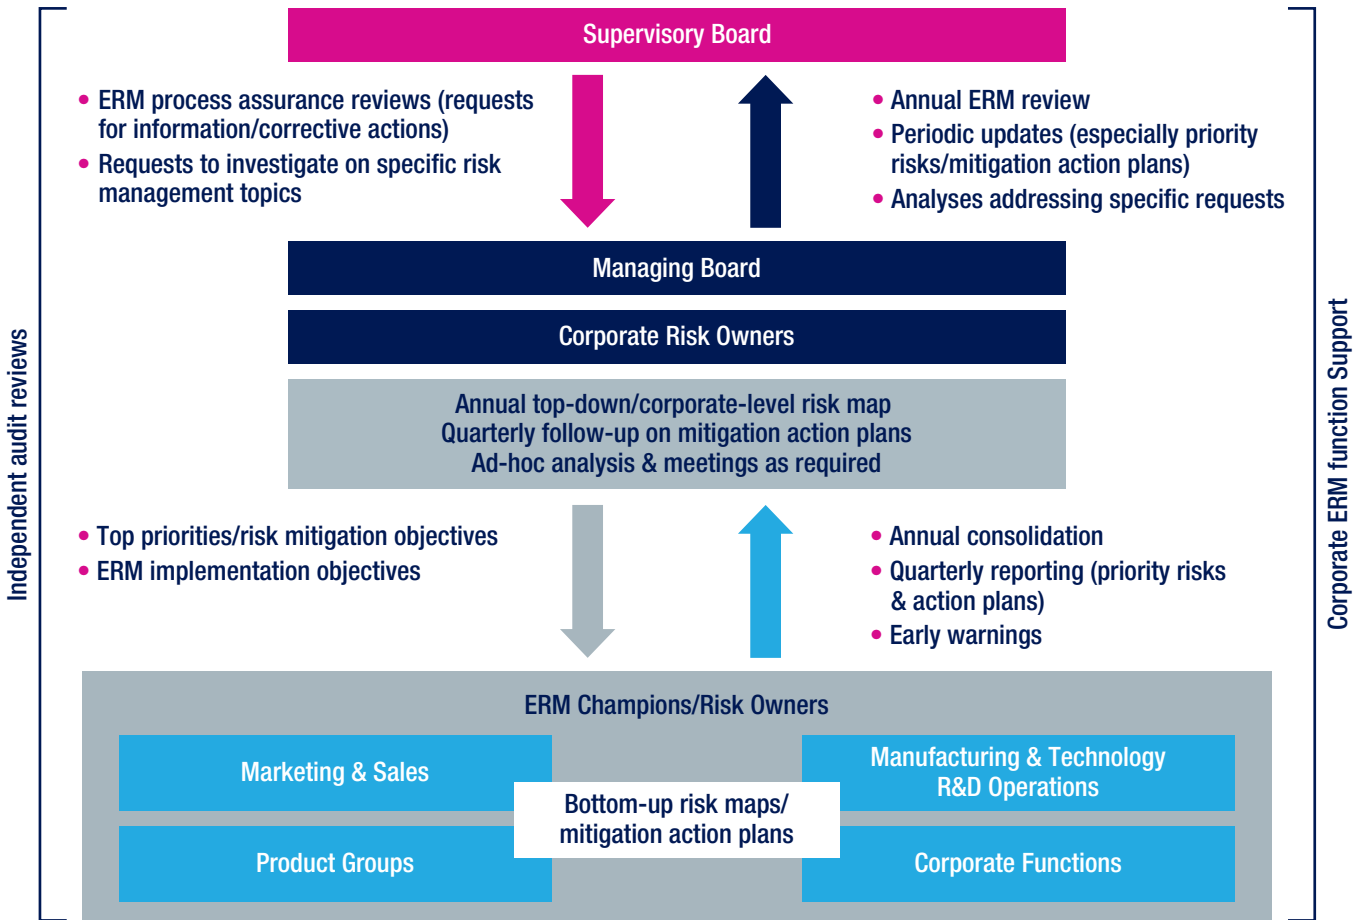 Supervisory Board
• ERM process assurance reviews (requests
for information/corrective actions)
• Requests to investigate on specific risk
management topics
• Annual ERM review
• Periodic updates (especially priority
risks/mitigation action plans)
• Analyses addressing specific requests
Managing Board
Corporate Risk Owners
Annual top-down/corporate-level risk map
Quarterly follow-up on mitigation action plans
Ad-hoc analysis & meetings as required
Independent audit reviews
Corporate ERM function Support
• Top priorities/risk mitigation objectives
• ERM implementation objectives
• Annual consolidation
• Quarterly reporting (priority risks
& action plans)
• Early warnings
ERM Champions/Risk Owners
Marketing & Sales
Manufacturing & Technology
R&D Operations
Bottom-up risk maps/
mitigation action plans
Product Groups
Corporate Functions